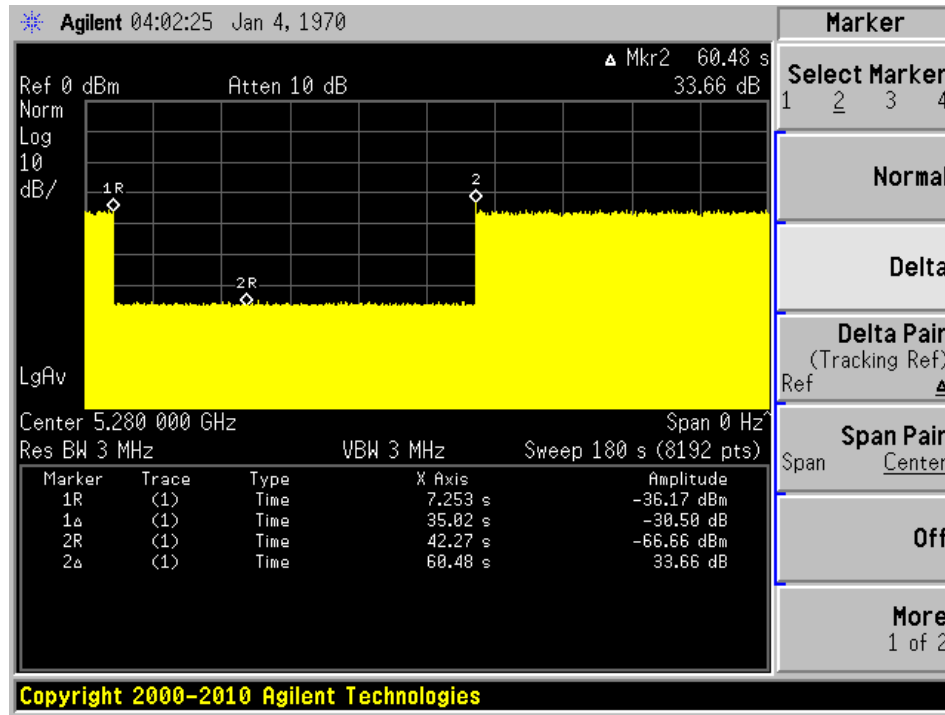 Agilent 04:02:25 Jan 4, 1970
Marker
Δ Mkr2 60.48 s
Ref 0 dBm Atten 10 dB 33.66 dB
Norm
Log
10
dB/
1R
2
2R
LgAv
Center 5.280 000 GHz Span 0 Hz^
Res BW 3 MHz VBW 3 MHz Sweep 180 s (8192 pts)
Marker Trace Type X Axis Amplitude
1R (1) Time 7.253 s -36.17 dBm
1Δ (1) Time 35.02 s -30.50 dB
2R (1) Time 42.27 s -66.66 dBm
2Δ (1) Time 60.48 s 33.66 dB
Select Marker
1 2 3 4
Normal
Delta
Delta Pair
(Tracking Ref)
Ref Δ
Span Pair
Span Center
Off
More
1 of 2
Copyright 2000-2010 Agilent Technologies